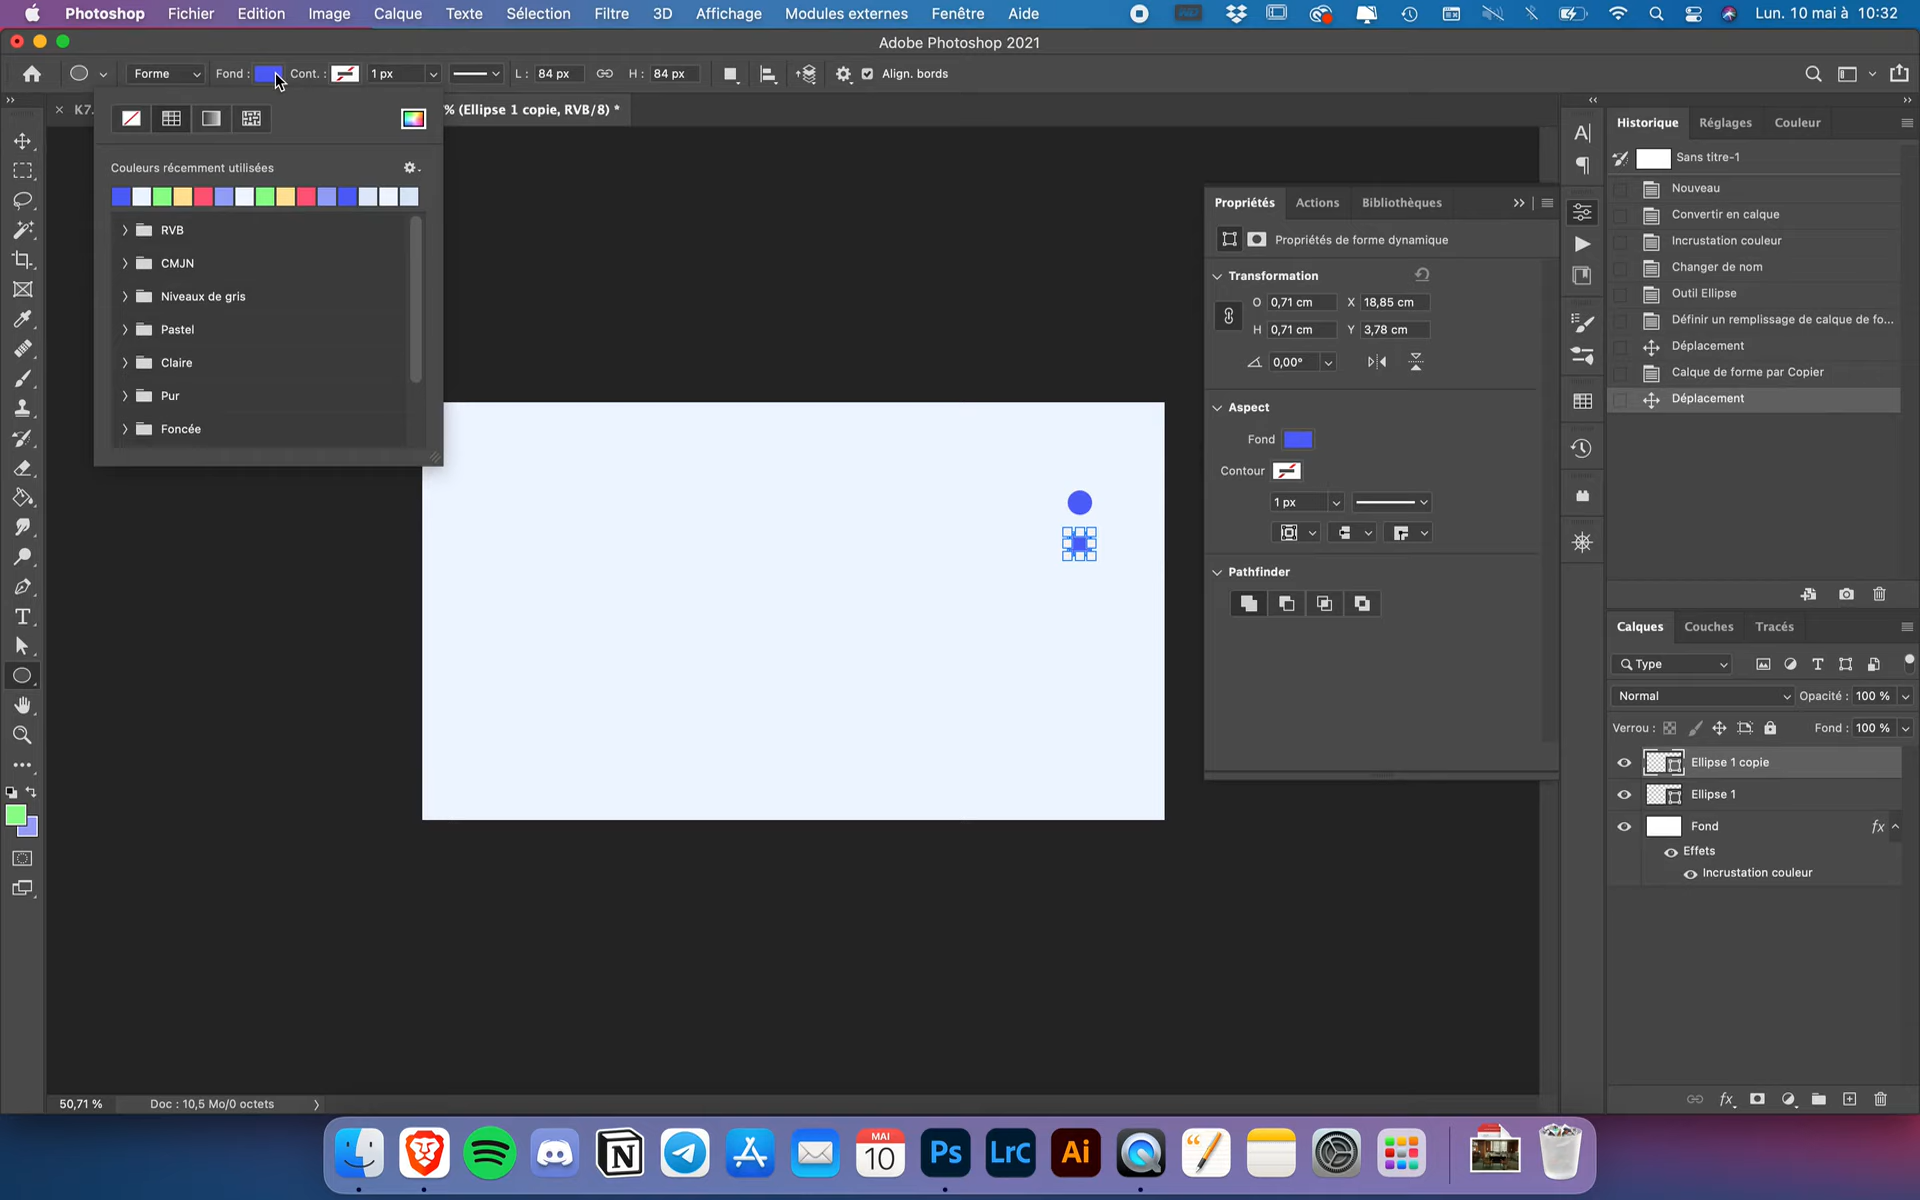 Photoshop Fichier Edition Image Calque Texte Sélection Filtre 3D Affichage Modules externes Fenêtre Aide Lun. 10 mai à 10:32
Adobe Photoshop 2021
Forme Fond : Cont. : 1 px L : 84 px H : 84 px Align. bords
K7. % (Ellipse 1 copie, RVB/8) *
Couleurs récemment utilisées
RVB
CMJN
Niveaux de gris
Pastel
Claire
Pur
Foncée
Propriétés Actions Bibliothèques
Propriétés de forme dynamique
Transformation
O 0,71 cm X 18,85 cm
H 0,71 cm Y 3,78 cm
0,00°
Aspect
Fond
Contour
1 px
Pathfinder
Historique Réglages Couleur
Sans titre-1
Nouveau
Convertir en calque
Incrustation couleur
Changer de nom
Outil Ellipse
Définir un remplissage de calque de fo...
Déplacement
Calque de forme par Copier
Déplacement
Calques Couches Tracés
Type
Normal Opacité : 100 %
Verrou : Fond : 100 %
Ellipse 1 copie
Ellipse 1
Fond fx
Effets
Incrustation couleur
fx
50,71 % Doc : 10,5 Mo/0 octets
MAI
10
Ps
LrC
Ai